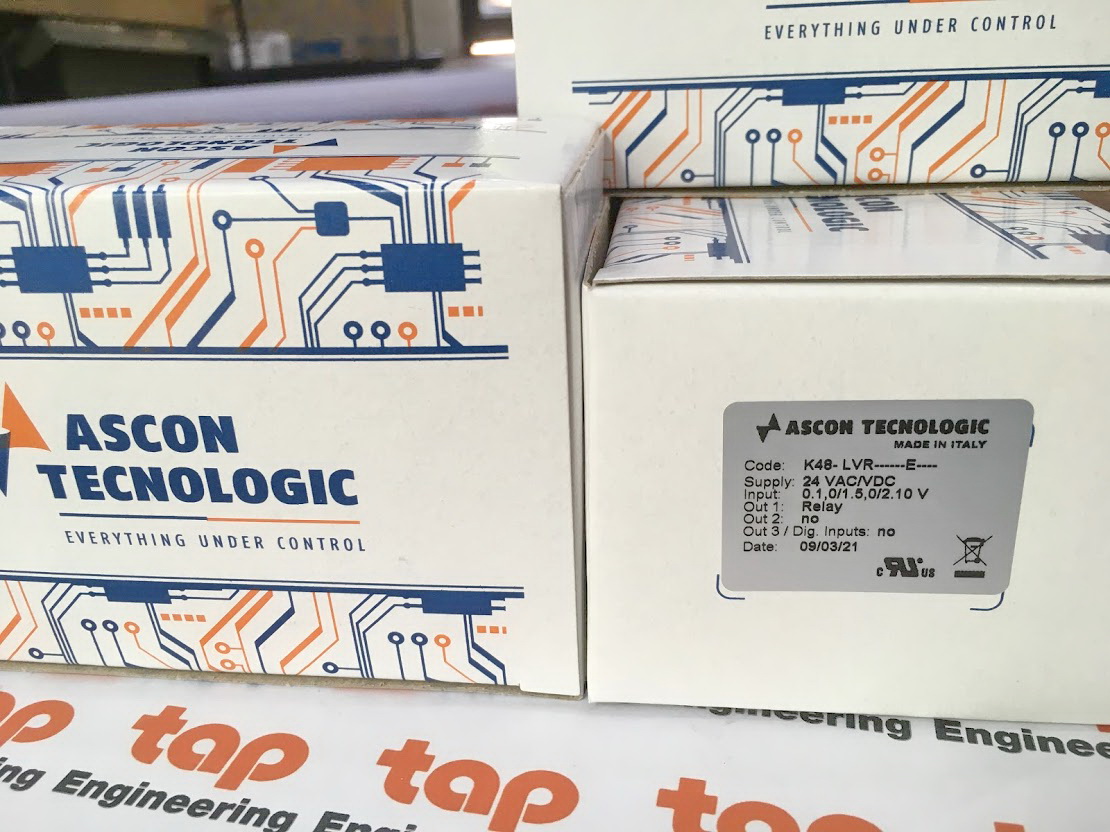 EVERYTHING UNDER CONTROL
ASCON
TECNOLOGIC
EVERYTHING UNDER CONTROL
ASCON TECNOLOGIC
MADE IN ITALY
Code: K48- LVR------E----
Supply: 24 VAC/VDC
Input: 0.1,0/1.5,0/2.10 V
Out 1: Relay
Out 2: no
Out 3 / Dig. Inputs: no
Date: 09/03/21
c RU US
tap tap tap
Engineering
Engineering